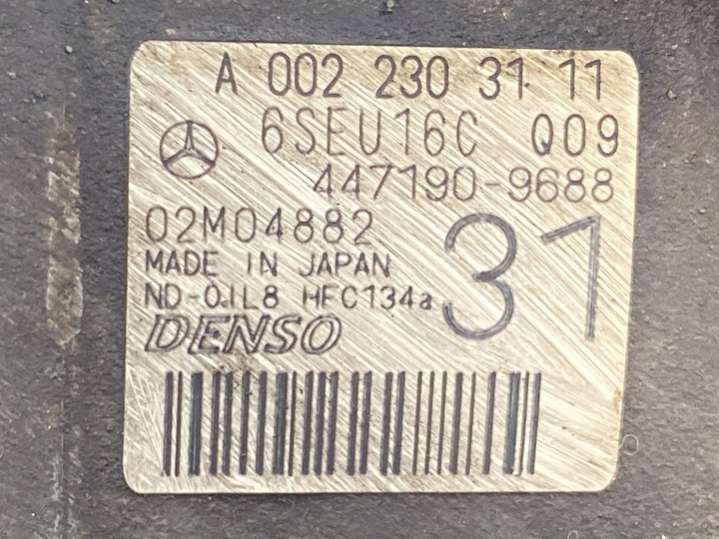 A 002 230 31 11
6SEU16C Q09
447190-9688
02M04882
31
MADE IN JAPAN
ND-OIL8 HFC134a
DENSO